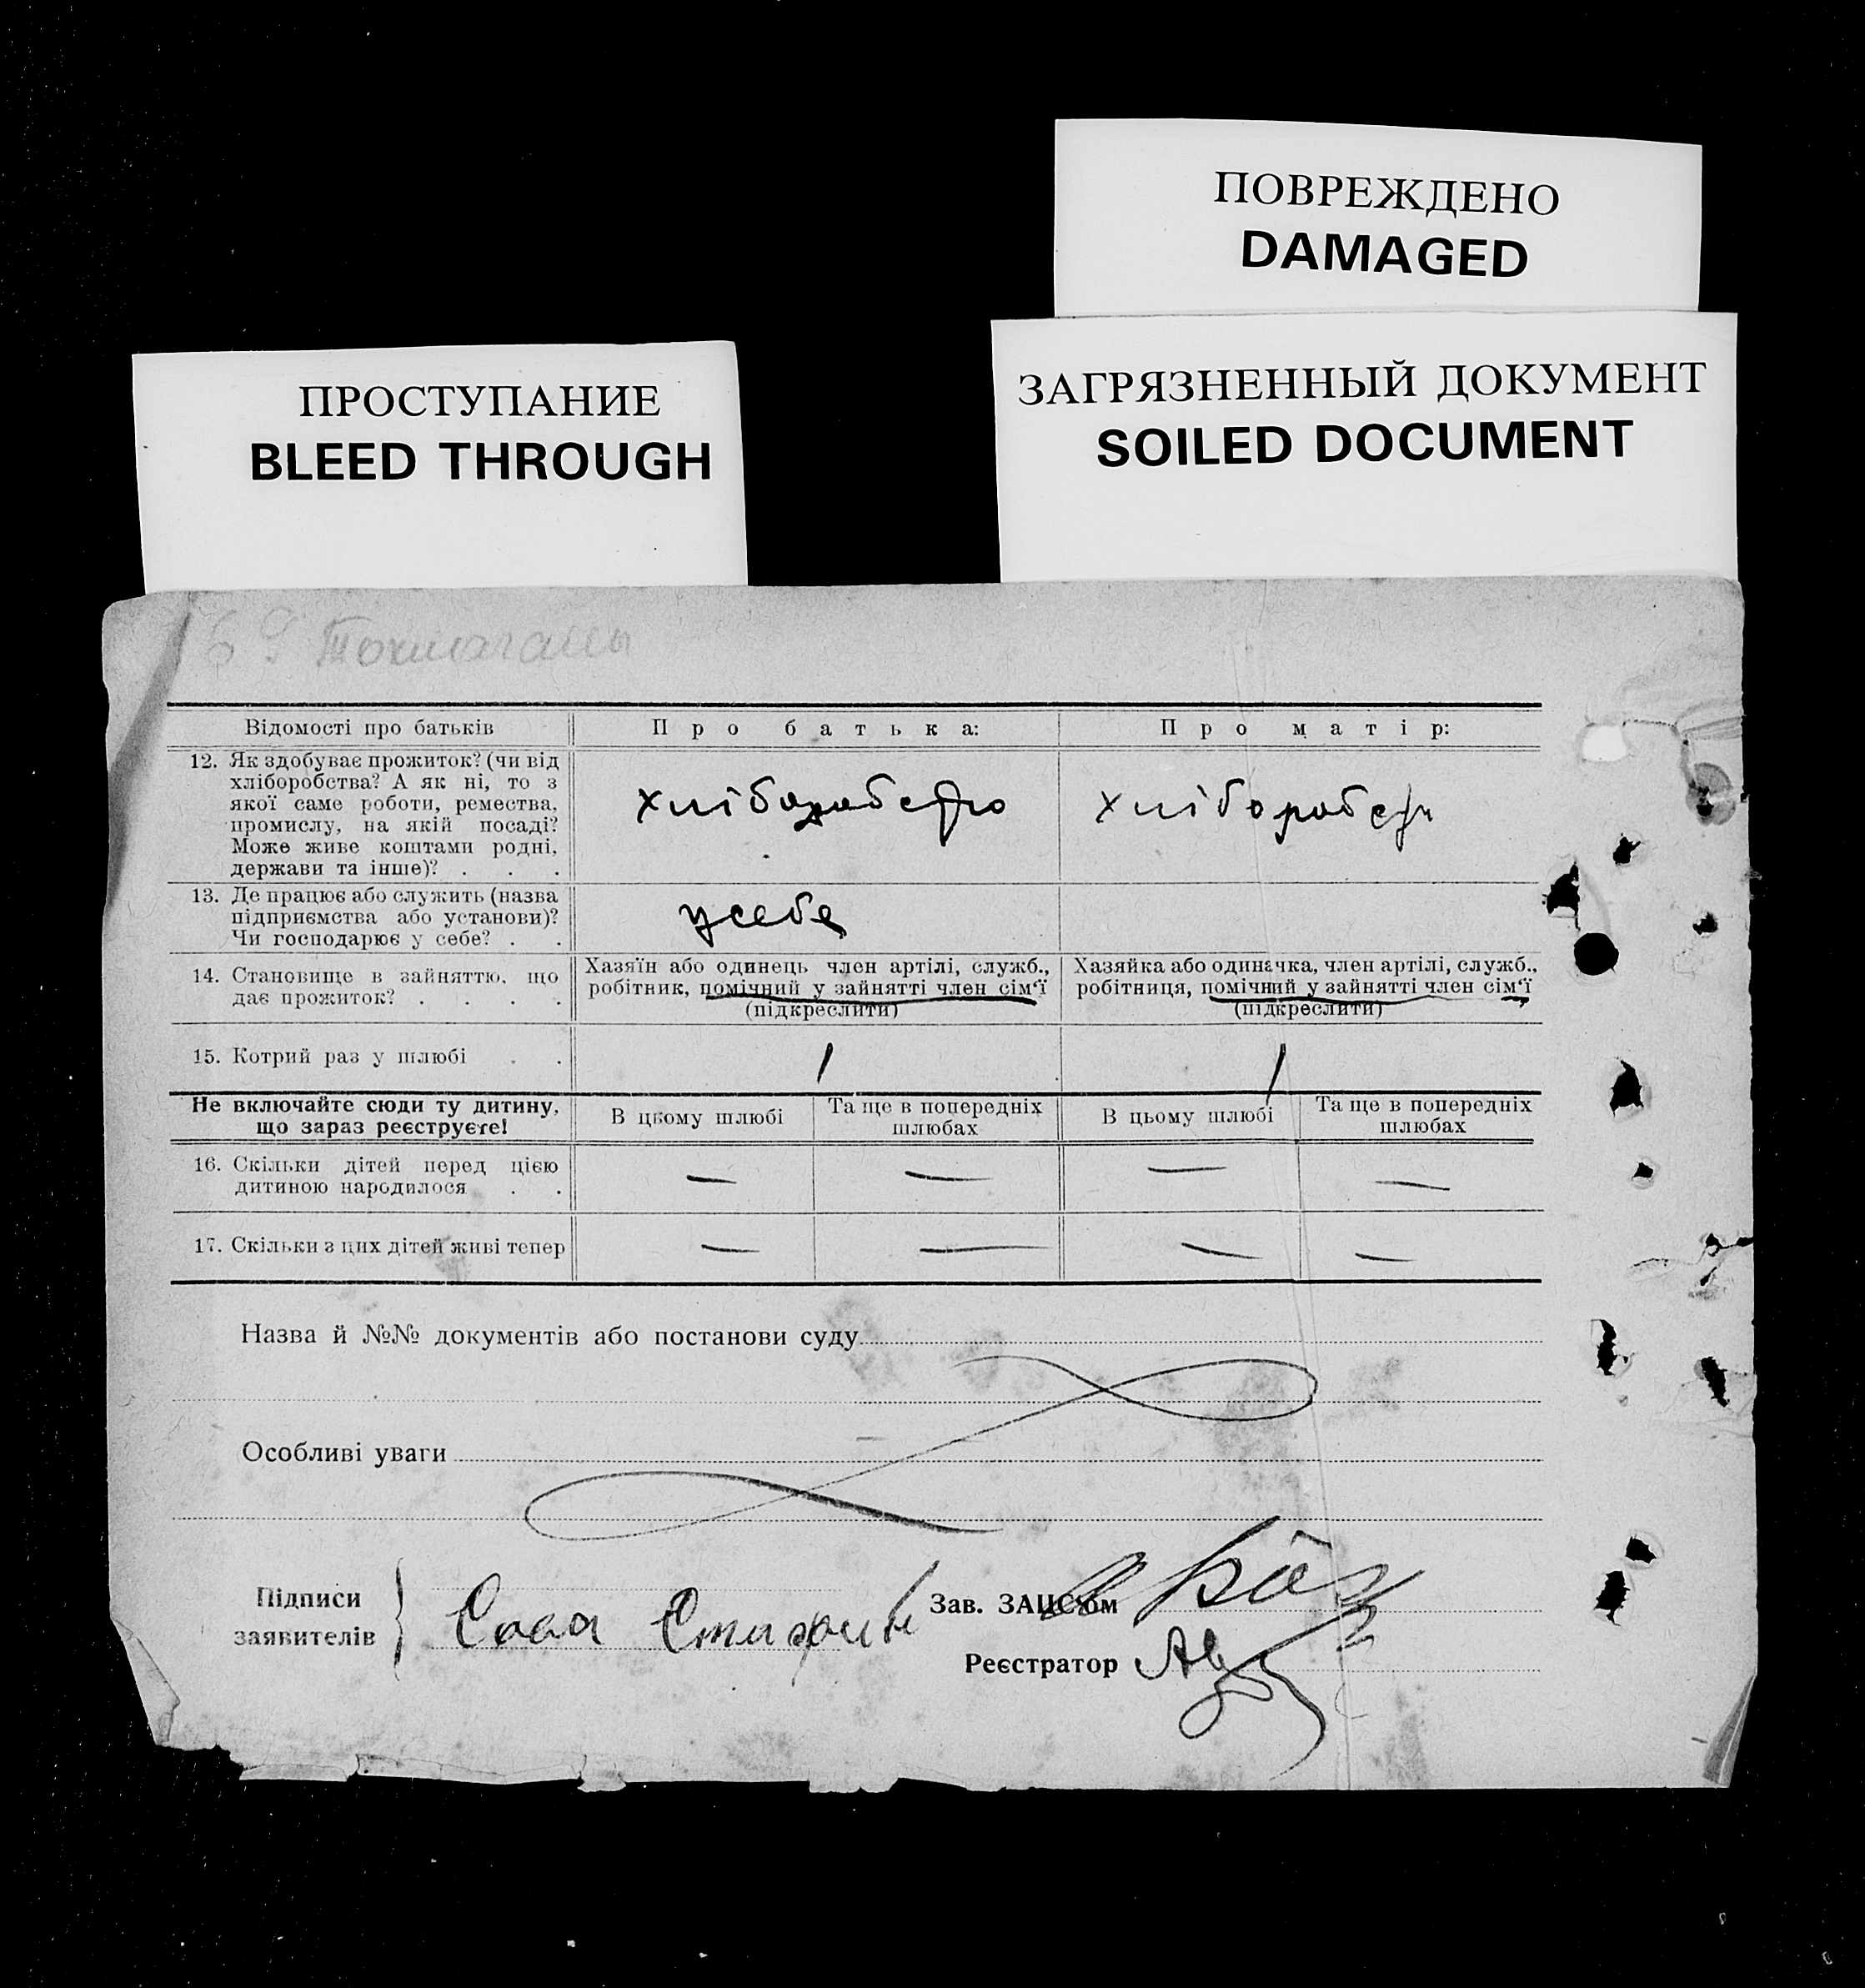 ПОВРЕЖДЕНО
DAMAGED
ПРОСТУПАНИЕ
BLEED THROUGH
ЗАГРЯЗНЕННЫЙ ДОКУМЕНТ
SOILED DOCUMENT
Відомості про батьків
Про батька:
Про матір:
12. Як здобуває прожиток? (чи від
хліборобства? А як ні, то з
якої саме роботи, ремества,
промислу, на якій посаді?
Може живе коштами родні,
держави та інше)? . . .
хліборобство
хлібороб
13. Де працює або служить (назва
підприємства або установи)?
Чи господарює у себе? . .
у себе
14. Становище в зайняттю, що
дає прожиток? . . . .
Хазяїн або одинець член артілі, служб.,
робітник, помічний у зайнятті член сім'ї
(підкреслити)
Хазяйка або одиначка, член артілі, служб.,
робітниця, помічний у зайнятті член сім'ї
(підкреслити)
15. Котрий раз у шлюбі . .
1
1
Не включайте сюди ту дитину,
що зараз реєструєте!
В цьому шлюбі
Та ще в попередніх
шлюбах
В цьому шлюбі
Та ще в попередніх
шлюбах
16. Скільки дітей перед цією
дитиною народилося . .
— — — —
17. Скільки з цих дітей живі тепер
— — — —
Назва й №№ документів або постанови суду
Особливі уваги
Підписи
заявителів
Зав. ЗАЦС'ом
Реєстратор